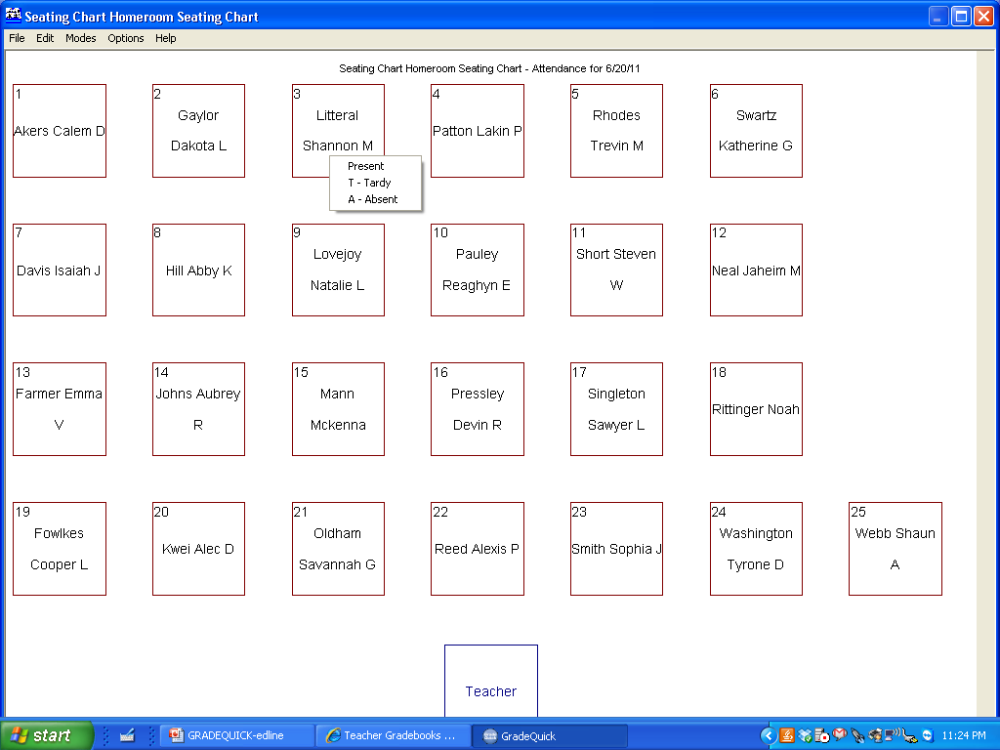 Seating Chart Homeroom Seating Chart
File Edit Modes Options Help
Seating Chart Homeroom Seating Chart - Attendance for 6/20/11
1
Akers Calem D
2
Gaylor
Dakota L
3
Litteral
Shannon M
4
Patton Lakin P
5
Rhodes
Trevin M
6
Swartz
Katherine G
Present
T - Tardy
A - Absent
7
Davis Isaiah J
8
Hill Abby K
9
Lovejoy
Natalie L
10
Pauley
Reaghyn E
11
Short Steven
W
12
Neal Jaheim M
13
Farmer Emma
V
14
Johns Aubrey
R
15
Mann
Mckenna
16
Pressley
Devin R
17
Singleton
Sawyer L
18
Rittinger Noah
19
Fowlkes
Cooper L
20
Kwei Alec D
21
Oldham
Savannah G
22
Reed Alexis P
23
Smith Sophia J
24
Washington
Tyrone D
25
Webb Shaun
A
Teacher
start
GRADEQUICK-edline
Teacher Gradebooks ...
GradeQuick
11:24 PM